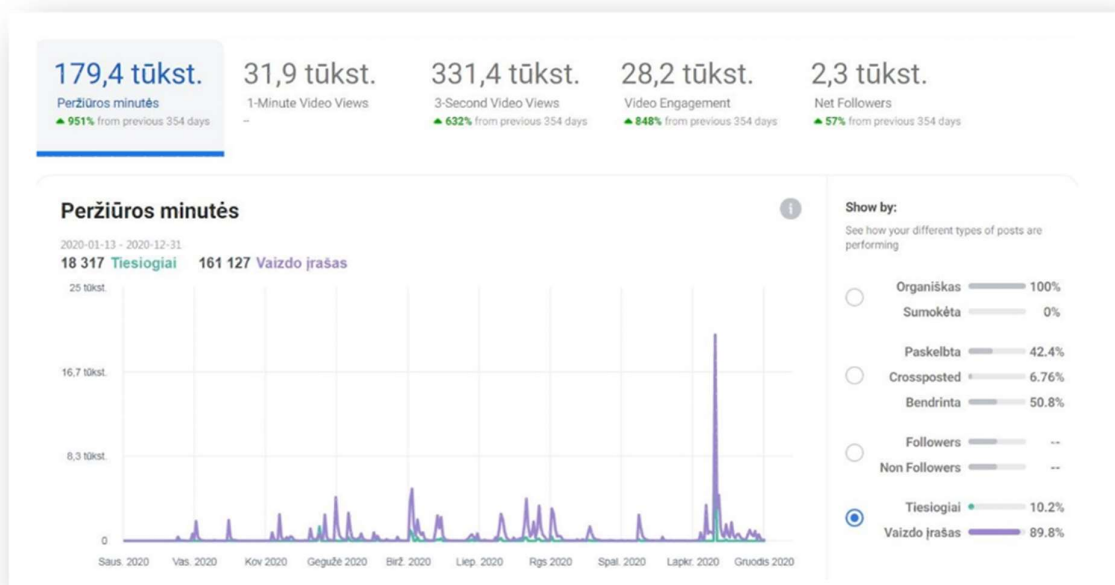 179,4 tūkst.
Peržiūros minutės
951% from previous 354 days
31,9 tūkst.
1-Minute Video Views
--
331,4 tūkst.
3-Second Video Views
632% from previous 354 days
28,2 tūkst.
Video Engagement
848% from previous 354 days
2,3 tūkst.
Net Followers
57% from previous 354 days
Peržiūros minutės
2020-01-13 - 2020-12-31
18 317 Tiesiogiai 161 127 Vaizdo įrašas
25 tūkst.
16,7 tūkst.
8,3 tūkst.
0
Saus. 2020 Vas. 2020 Kov 2020 Gegužė 2020 Birž. 2020 Liep. 2020 Rgs 2020 Spal. 2020 Lapkr. 2020 Gruodis 2020
Show by:
See how your different types of posts are
performing
Organiškas 100%
Sumokėta 0%
Paskelbta 42.4%
Crossposted 6.76%
Bendrinta 50.8%
Followers --
Non Followers --
Tiesiogiai 10.2%
Vaizdo įrašas 89.8%